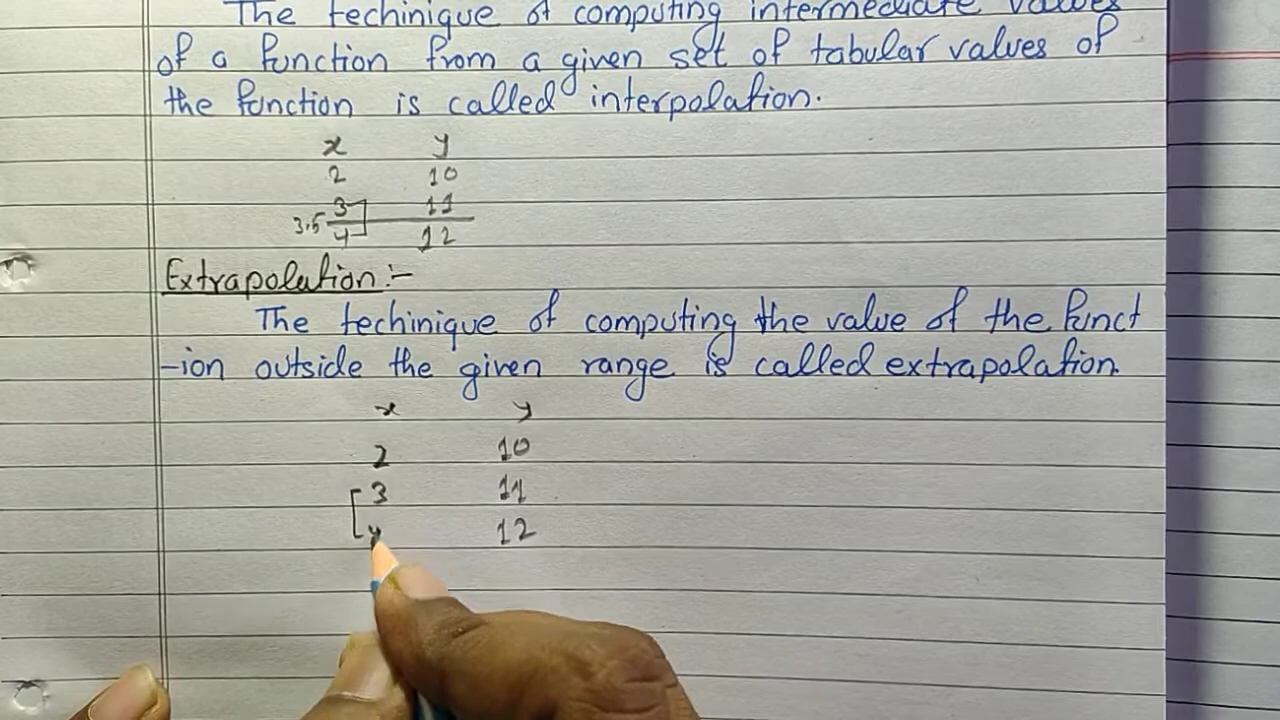 The techinique of computing intermediate values
of a function from a given set of tabular values of
the function is called interpolation.
x y
2 10
3 11
3.5
4 12
Extrapolation :-
The techinique of computing the value of the funct
-ion outside the given range is called extrapolation.
x y
2 10
3 11
4 12